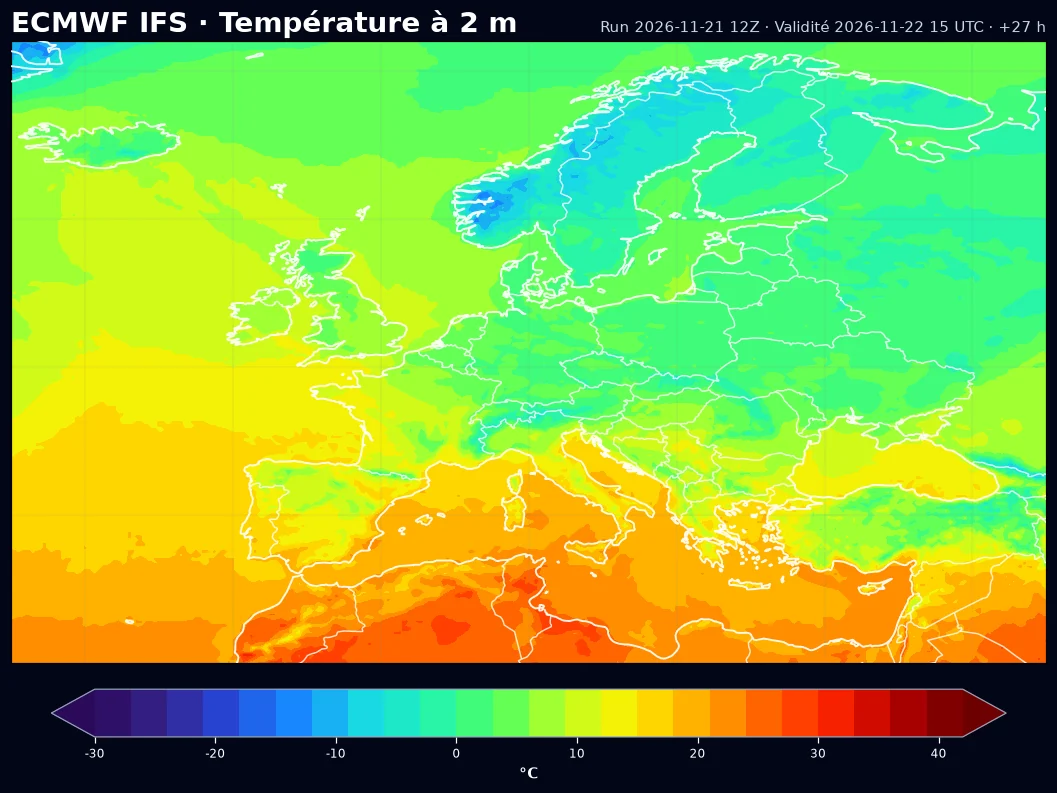 ECMWF IFS · Température à 2 m
Run 2026-11-21 12Z · Validité 2026-11-22 15 UTC · +27 h
-30 -20 -10 0 10 20 30 40
°C